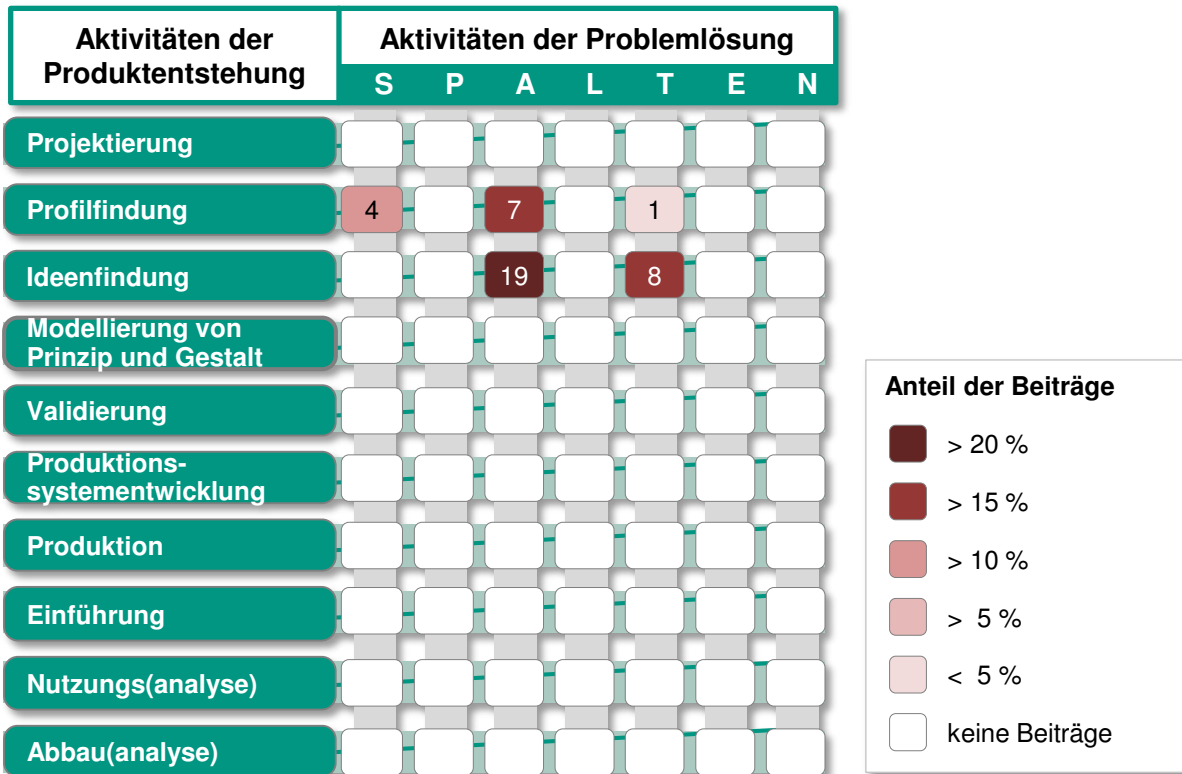 Aktivitäten der
Produktentstehung
Aktivitäten der Problemlösung
S P A L T E N
Projektierung
Profilfindung
4 7 1
Ideenfindung
19 8
Modellierung von
Prinzip und Gestalt
Validierung
Produktions-
systementwicklung
Produktion
Einführung
Nutzungs(analyse)
Abbau(analyse)
Anteil der Beiträge
> 20 %
> 15 %
> 10 %
> 5 %
< 5 %
keine Beiträge